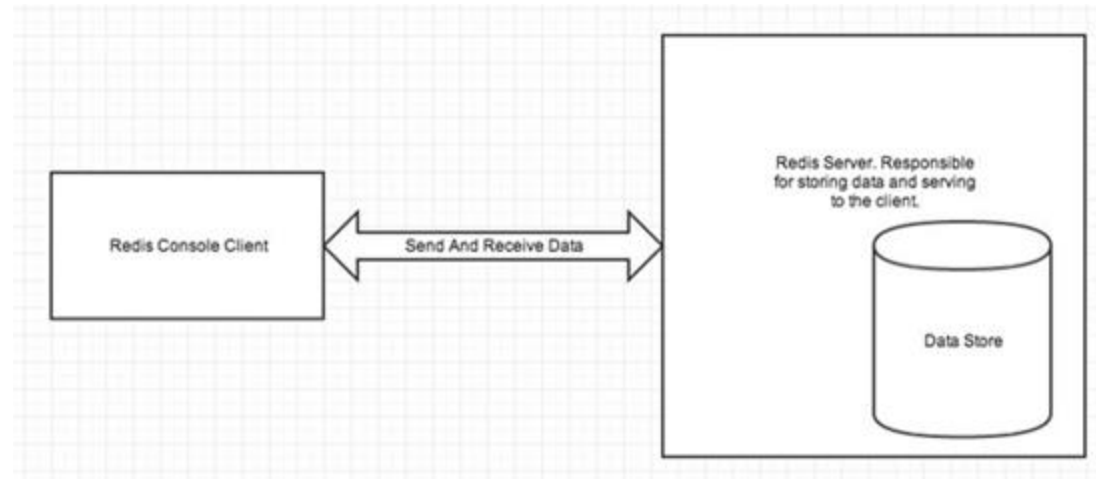 Redis Console Client
Send And Receive Data
Redis Server. Responsible
for storing data and serving
to the client.
Data Store